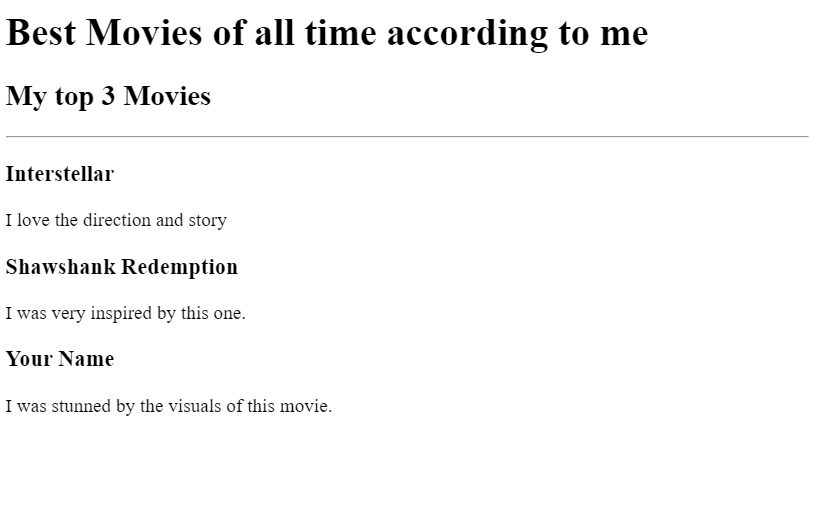 Best Movies of all time according to me
My top 3 Movies
Interstellar
I love the direction and story
Shawshank Redemption
I was very inspired by this one.
Your Name
I was stunned by the visuals of this movie.